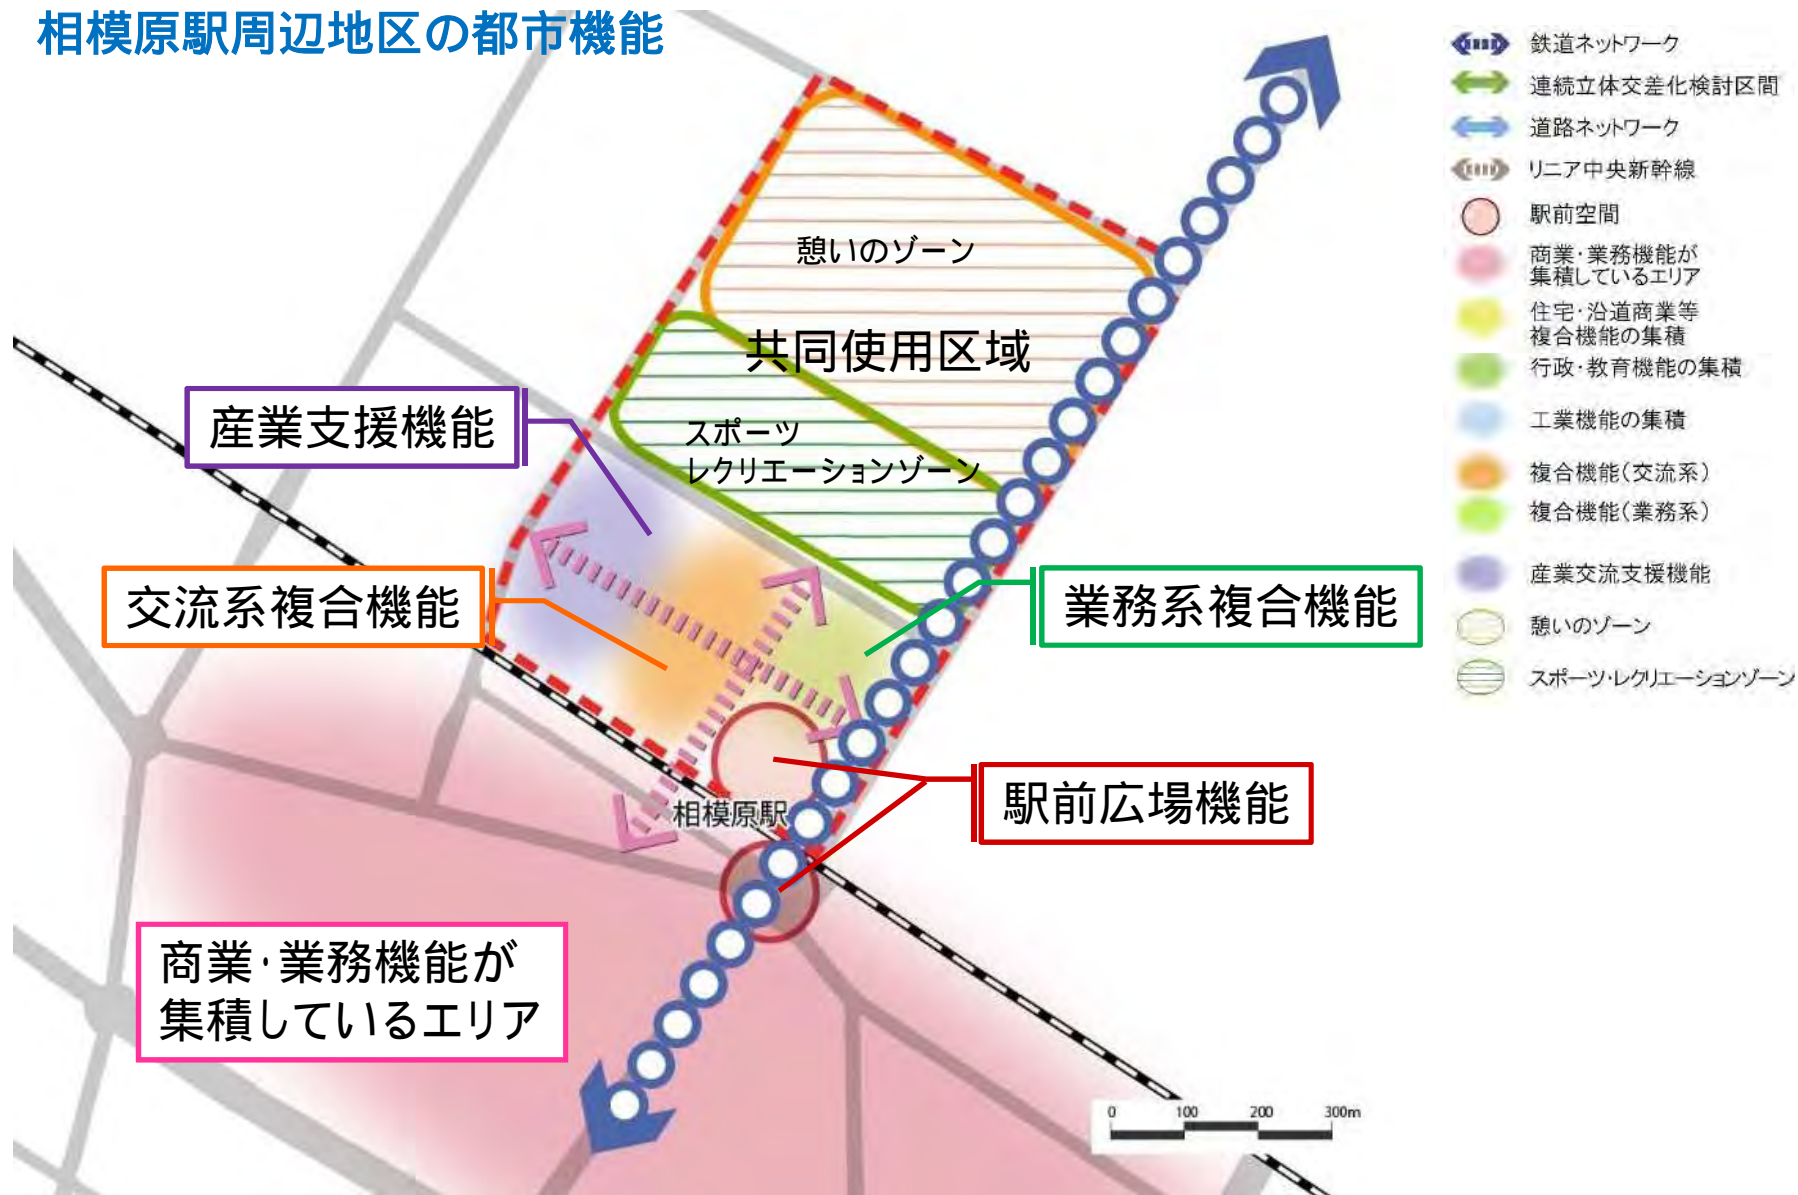 相模原駅周辺地区の都市機能
鉄道ネットワーク
連続立体交差化検討区間
道路ネットワーク
リニア中央新幹線
駅前空間
商業・業務機能が
集積しているエリア
住宅・沿道商業等
複合機能の集積
行政・教育機能の集積
工業機能の集積
複合機能(交流系)
複合機能(業務系)
産業交流支援機能
憩いのゾーン
スポーツ・レクリエーションゾーン
憩いのゾーン
共同使用区域
スポーツ
レクリエーションゾーン
産業支援機能
交流系複合機能
業務系複合機能
駅前広場機能
相模原駅
商業・業務機能が
集積しているエリア
0 100 200 300m